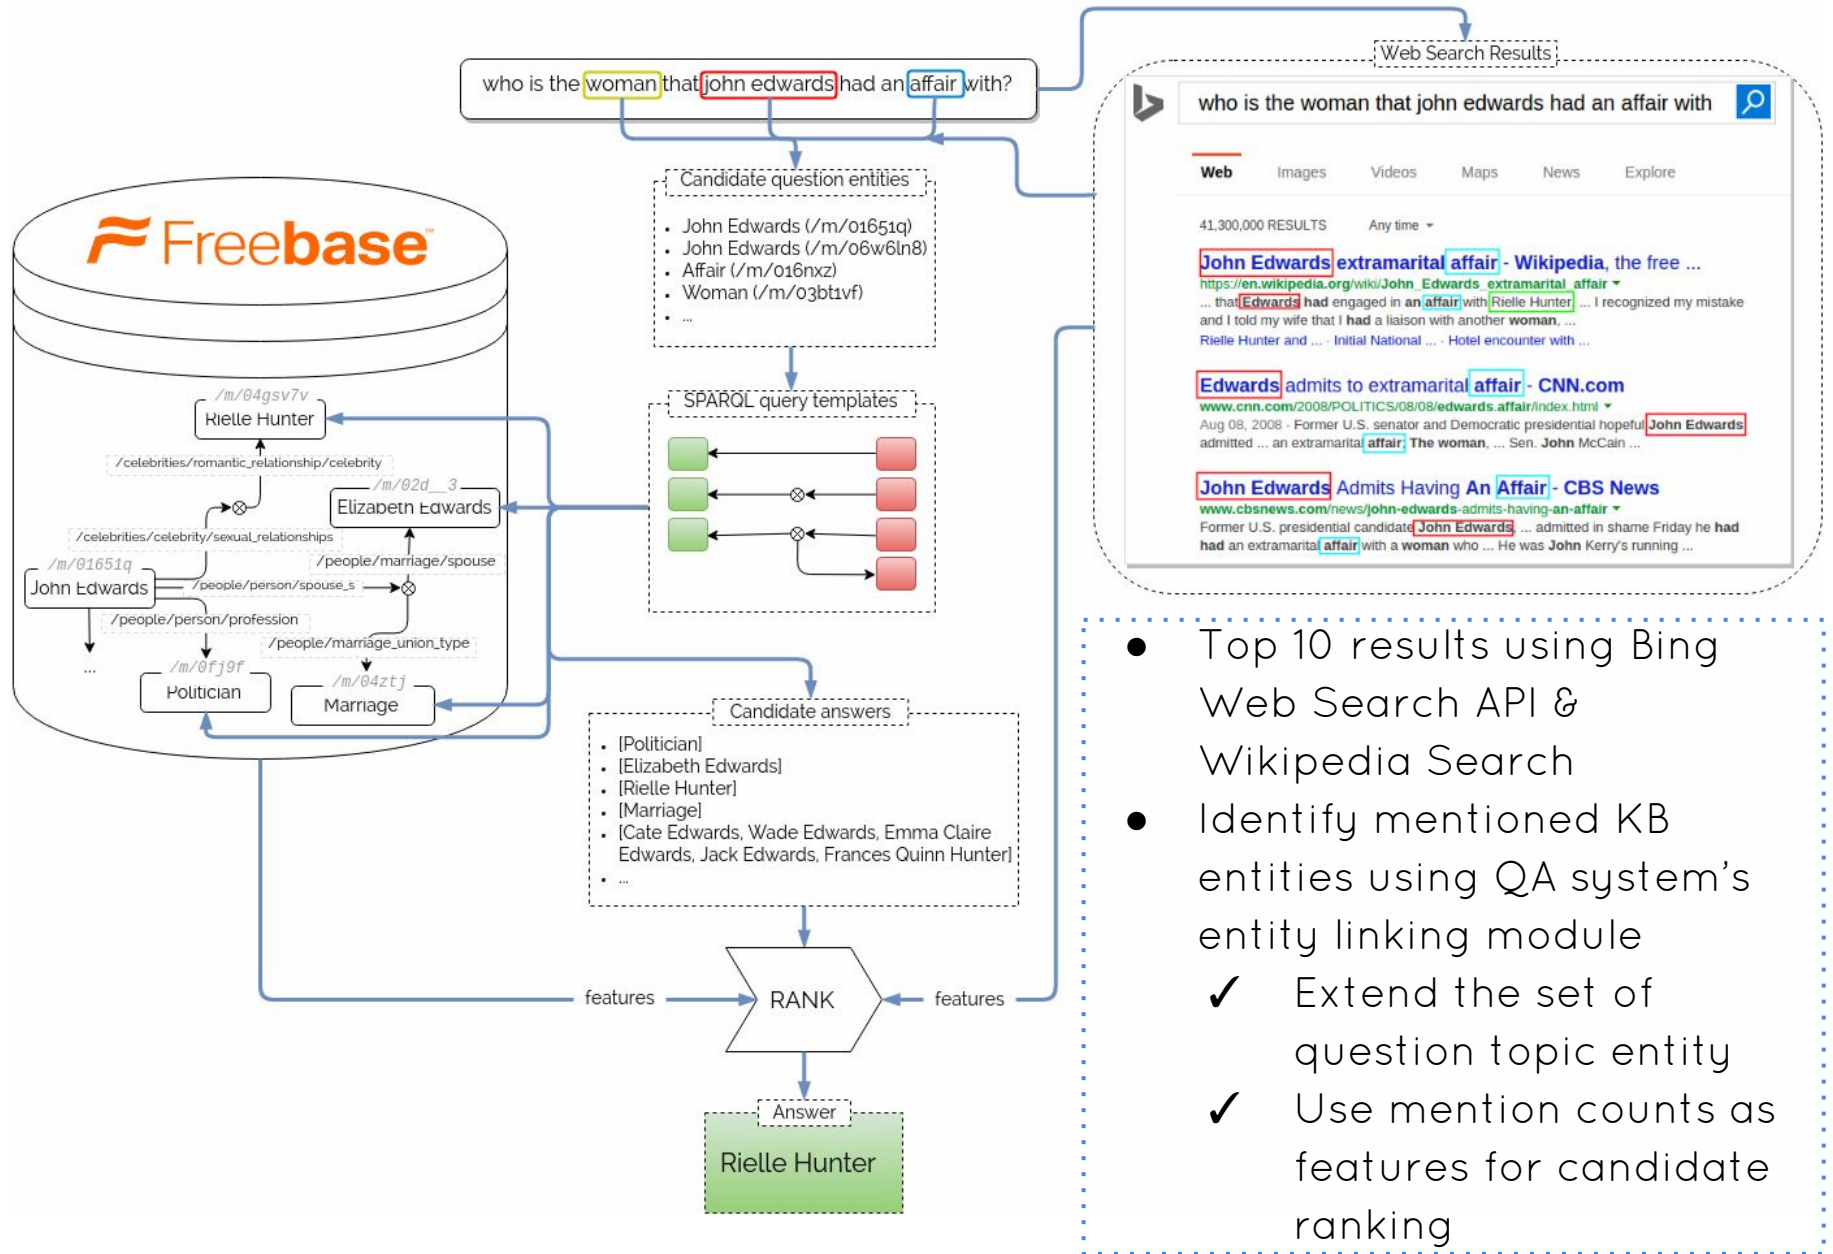 who is the woman that john edwards had an affair with?
Web Search Results
who is the woman that john edwards had an affair with
Web Images Videos Maps News Explore
41,300,000 RESULTS Any time
John Edwards extramarital affair - Wikipedia, the free ...
https://en.wikipedia.org/wiki/John_Edwards_extramarital_affair
... that Edwards had engaged in an affair with Rielle Hunter, ... I recognized my mistake
and I told my wife that I had a liaison with another woman, ...
Rielle Hunter and ... · Initial National ... · Hotel encounter with ...
Edwards admits to extramarital affair - CNN.com
www.cnn.com/2008/POLITICS/08/08/edwards.affair/index.html
Aug 08, 2008 · Former U.S. senator and Democratic presidential hopeful John Edwards
admitted ... an extramarital affair; The woman, ... Sen. John McCain ...
John Edwards Admits Having An Affair - CBS News
www.cbsnews.com/news/john-edwards-admits-having-an-affair
Former U.S. presidential candidate John Edwards, ... admitted in shame Friday he had
had an extramarital affair with a woman who ... He was John Kerry's running ...
Candidate question entities
• John Edwards (/m/01651q)
• John Edwards (/m/06w6ln8)
• Affair (/m/016nxz)
• Woman (/m/03bt1vf)
• ...
SPARQL query templates
Freebase™
/m/04gsv7v
Rielle Hunter
/celebrities/romantic_relationship/celebrity
/m/02d__3
Elizabeth Edwards
/celebrities/celebrity/sexual_relationships
/people/marriage/spouse
/m/01651q
John Edwards
/people/person/spouse_s
/people/person/profession
/people/marriage_union_type
...
/m/0fj9f
Politician
/m/04ztj
Marriage
Candidate answers
• [Politician]
• [Elizabeth Edwards]
• [Rielle Hunter]
• [Marriage]
• [Cate Edwards, Wade Edwards, Emma Claire
Edwards, Jack Edwards, Frances Quinn Hunter]
• ...
features
RANK
features
Answer
Rielle Hunter
● Top 10 results using Bing
Web Search API &
Wikipedia Search
● Identify mentioned KB
entities using QA system's
entity linking module
✓ Extend the set of
question topic entity
✓ Use mention counts as
features for candidate
ranking